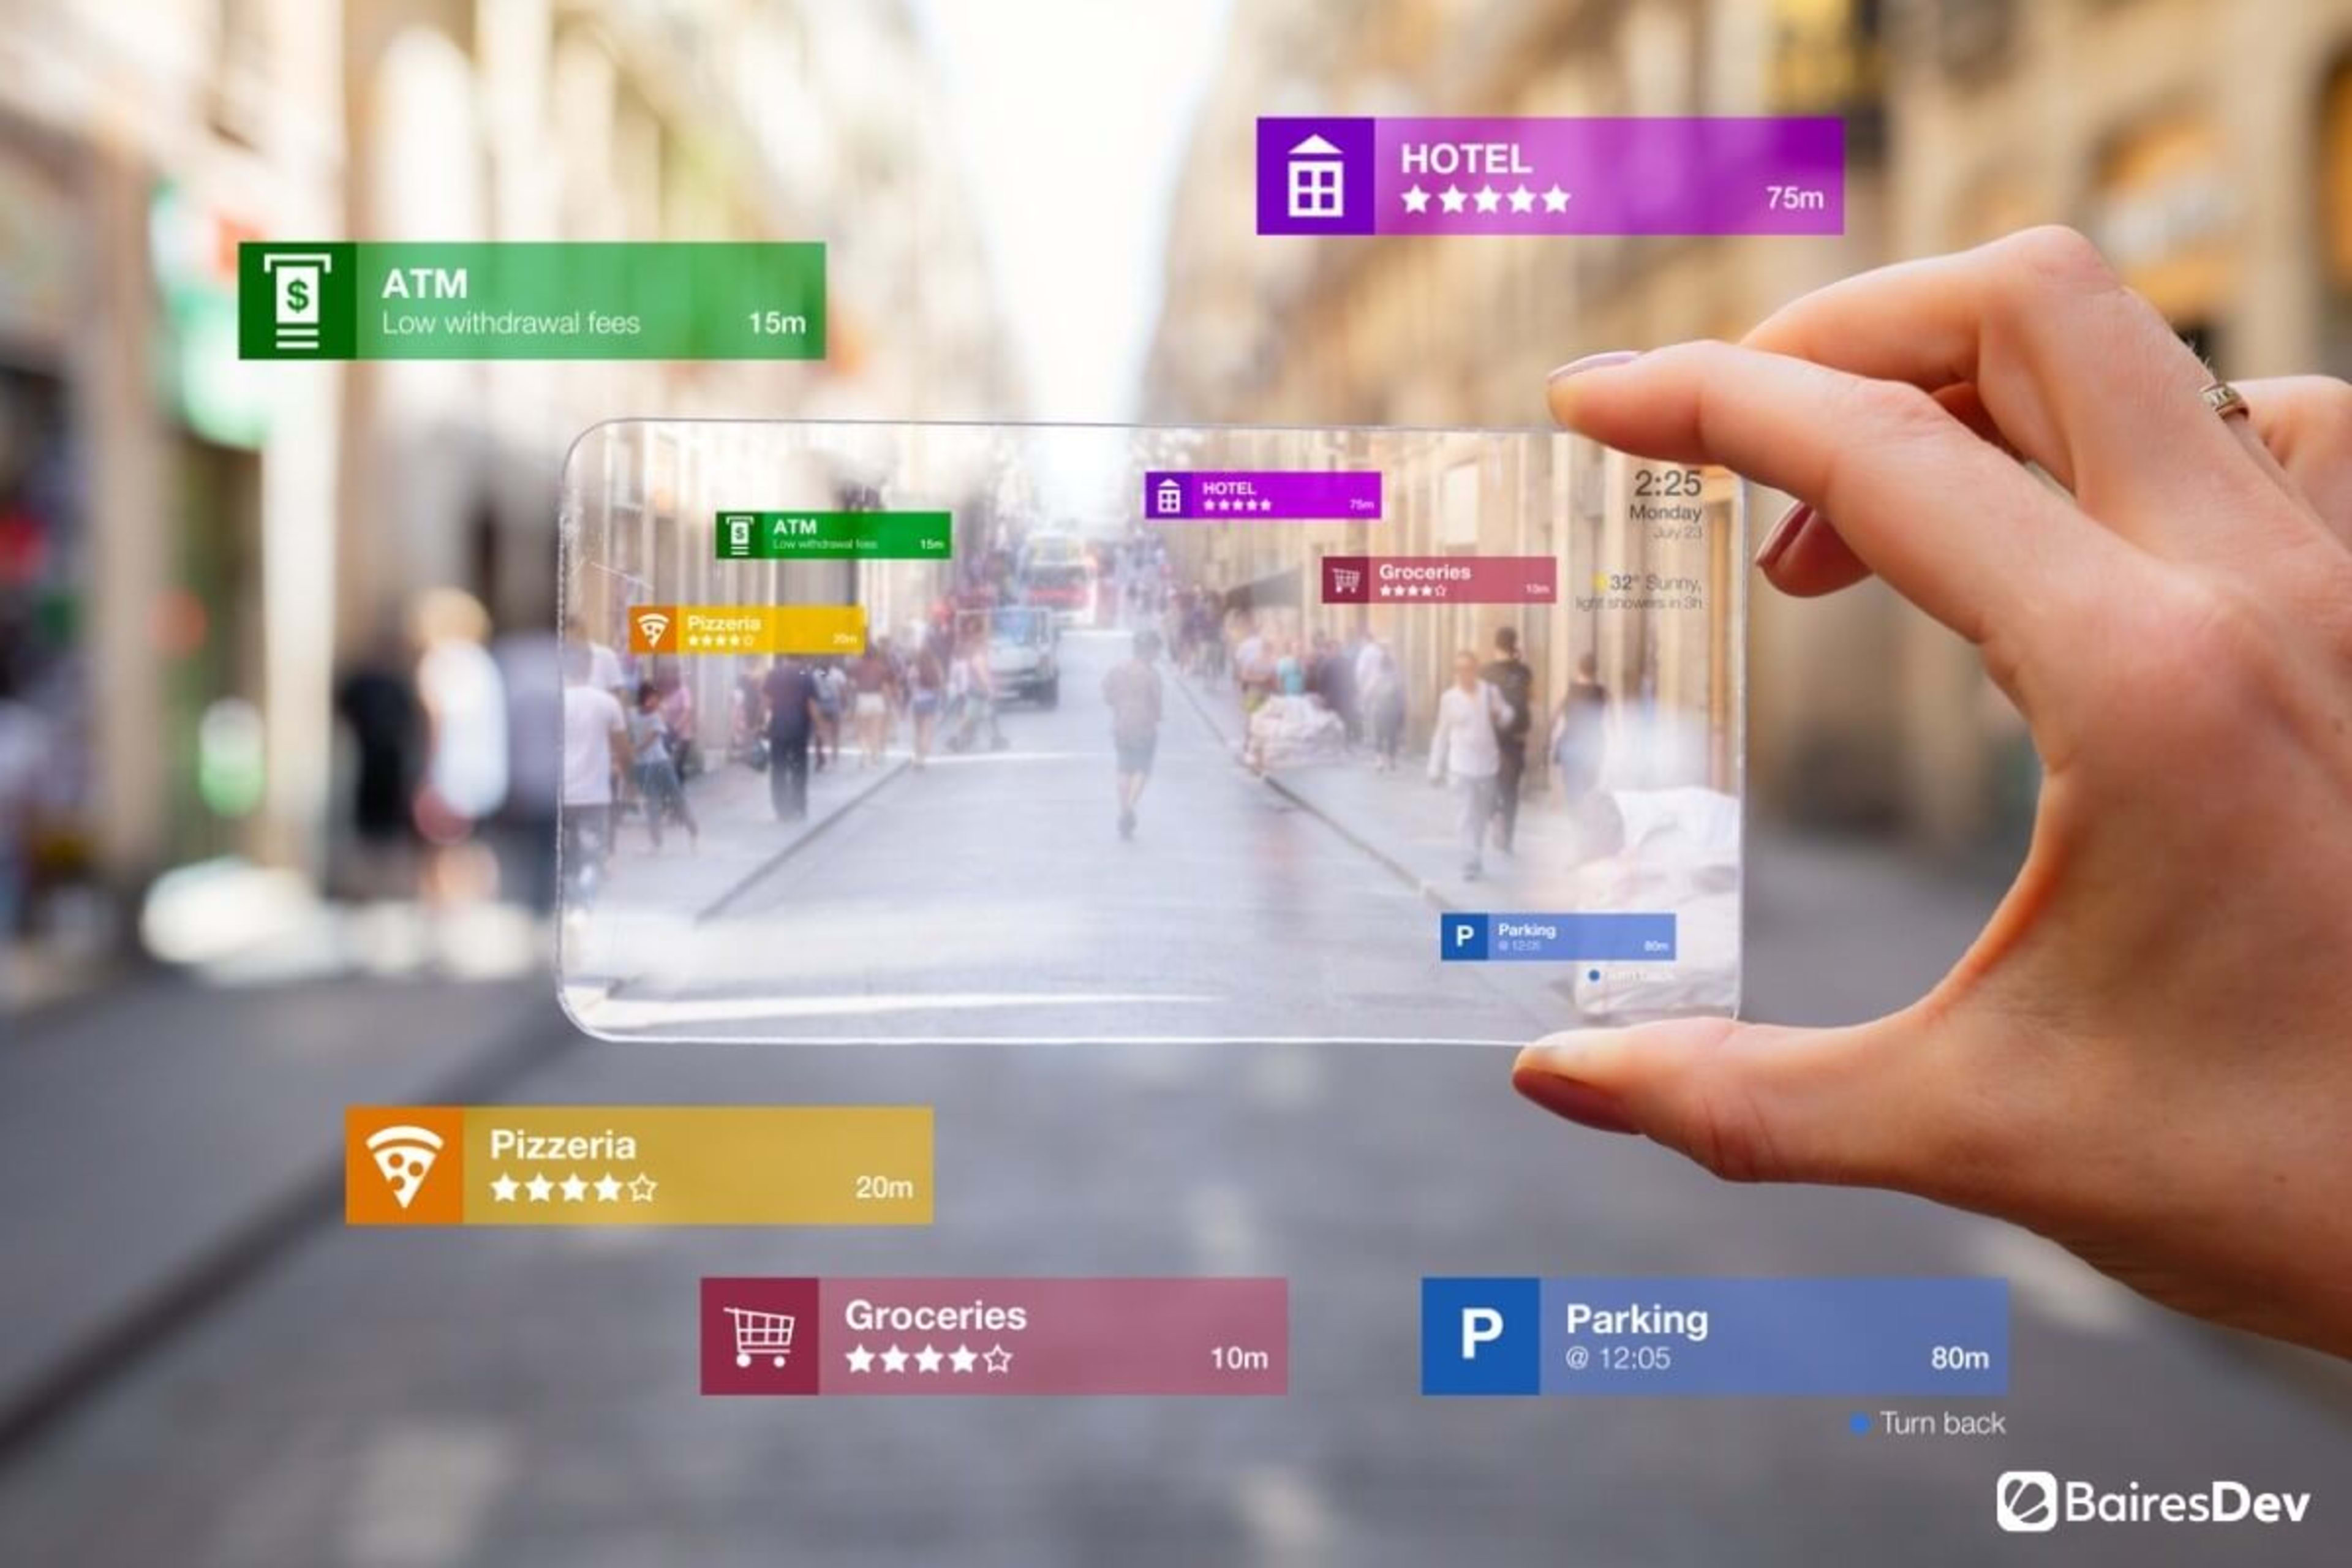 HOTEL
75m
ATM
Low withdrawal fees
15m
HOTEL
75m
2:25
Monday
July 23
ATM
Low withdrawal fees
15m
Groceries
10m
32° Sunny,
light showers in 3h
Pizzeria
20m
P
Parking
@ 12:05
80m
Turn back
Pizzeria
20m
Groceries
10m
P
Parking
@ 12:05
80m
Turn back
BairesDev